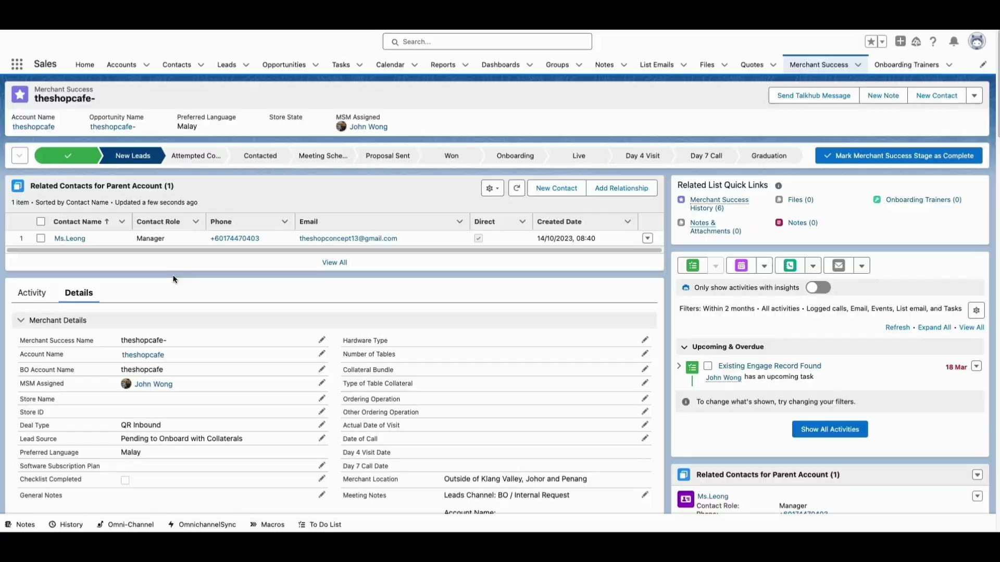 Search...
Sales
Home
Accounts
Contacts
Leads
Opportunities
Tasks
Calendar
Reports
Dashboards
Groups
Notes
List Emails
Files
Quotes
Merchant Success
Onboarding Trainers
Merchant Success
theshopcafe-
Send Talkhub Message
New Note
New Contact
Account Name
Opportunity Name
Preferred Language
Store State
MSM Assigned
theshopcafe
theshopcafe-
Malay
John Wong
New Leads
Attempted Co...
Contacted
Meeting Sche...
Proposal Sent
Won
Onboarding
Live
Day 4 Visit
Day 7 Call
Graduation
Mark Merchant Success Stage as Complete
Related Contacts for Parent Account (1)
1 item • Sorted by Contact Name • Updated a few seconds ago
New Contact
Add Relationship
Contact Name ↑
Contact Role
Phone
Email
Direct
Created Date
1
Ms.Leong
Manager
+60174470403
theshopconcept13@gmail.com
14/10/2023, 08:40
View All
Activity
Details
Merchant Details
Merchant Success Name
theshopcafe-
Account Name
theshopcafe
BO Account Name
theshopcafe
MSM Assigned
John Wong
Store Name
Store ID
Deal Type
QR Inbound
Lead Source
Pending to Onboard with Collaterals
Preferred Language
Malay
Software Subscription Plan
Checklist Completed
General Notes
Hardware Type
Number of Tables
Collateral Bundle
Type of Table Collateral
Ordering Operation
Other Ordering Operation
Actual Date of Visit
Date of Call
Day 4 Visit Date
Day 7 Call Date
Merchant Location
Outside of Klang Valley, Johor and Penang
Meeting Notes
Leads Channel: BO / Internal Request
Account Name:
Related List Quick Links
Merchant Success
History (6)
Files (0)
Onboarding Trainers (0)
Notes &
Attachments (0)
Notes (0)
Only show activities with insights
Filters: Within 2 months • All activities • Logged calls, Email, Events, List email, and Tasks
Refresh • Expand All • View All
Upcoming & Overdue
Existing Engage Record Found
18 Mar
John Wong has an upcoming task
To change what's shown, try changing your filters.
Show All Activities
Related Contacts for Parent Account (1)
Ms.Leong
Contact Role:
Manager
Phone:
+60174470403
Notes
History
Omni-Channel
OmnichannelSync
Macros
To Do List